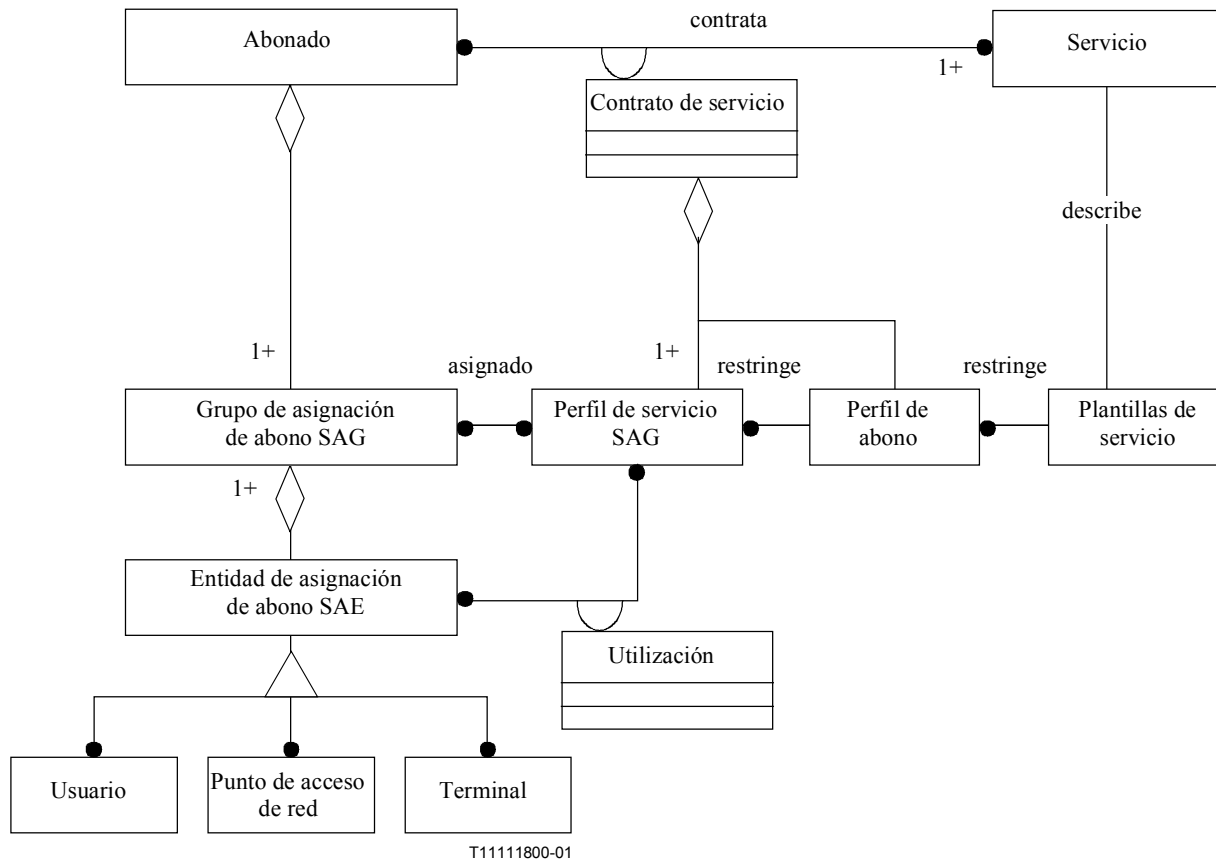 Abonado
contrata
Servicio
1+
Contrato de servicio
describe
1+
1+
asignado
restringe
restringe
Grupo de asignación
de abono SAG
Perfil de servicio
SAG
Perfil de
abono
Plantillas de
servicio
1+
Entidad de asignación
de abono SAE
Utilización
Usuario
Punto de acceso
de red
Terminal
T11111800-01